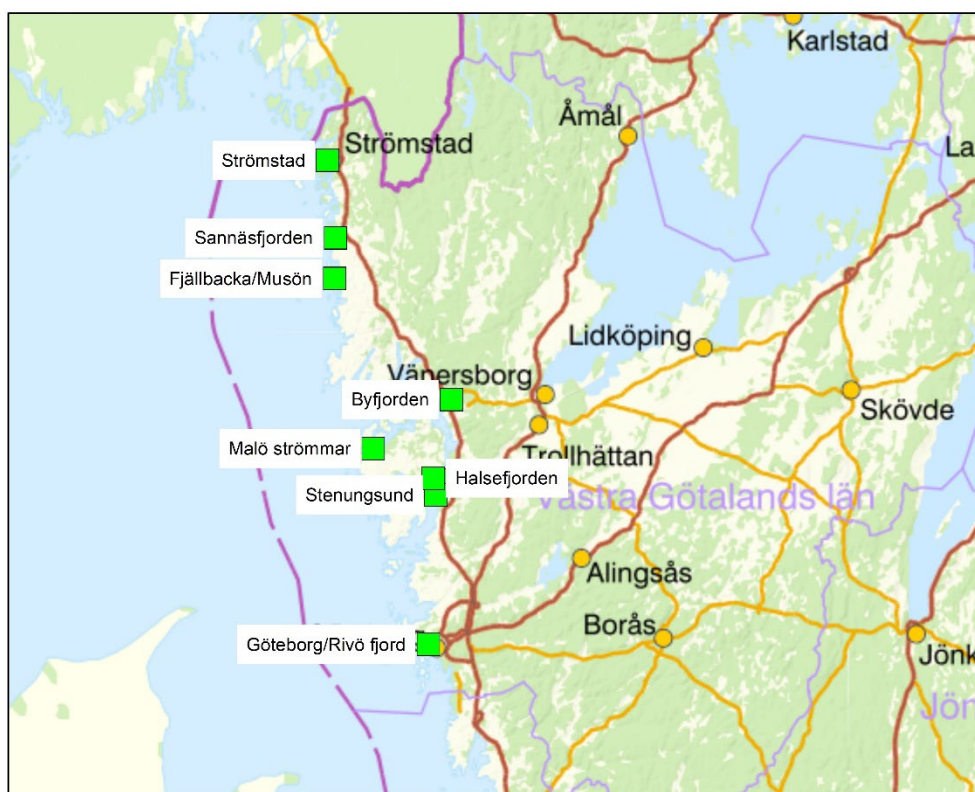 Karlstad
Åmål
Strömstad
Strömstad
La
Sannäsfjorden
Fjällbacka/Musön
Lidköping
Vänersborg
Byfjorden
Skövde
Malö strömmar
Trollhättan
Halsefjorden
Stenungsund
Västra Götalands län
Alingsås
Borås
Göteborg/Rivö fjord
Jönk
Jön